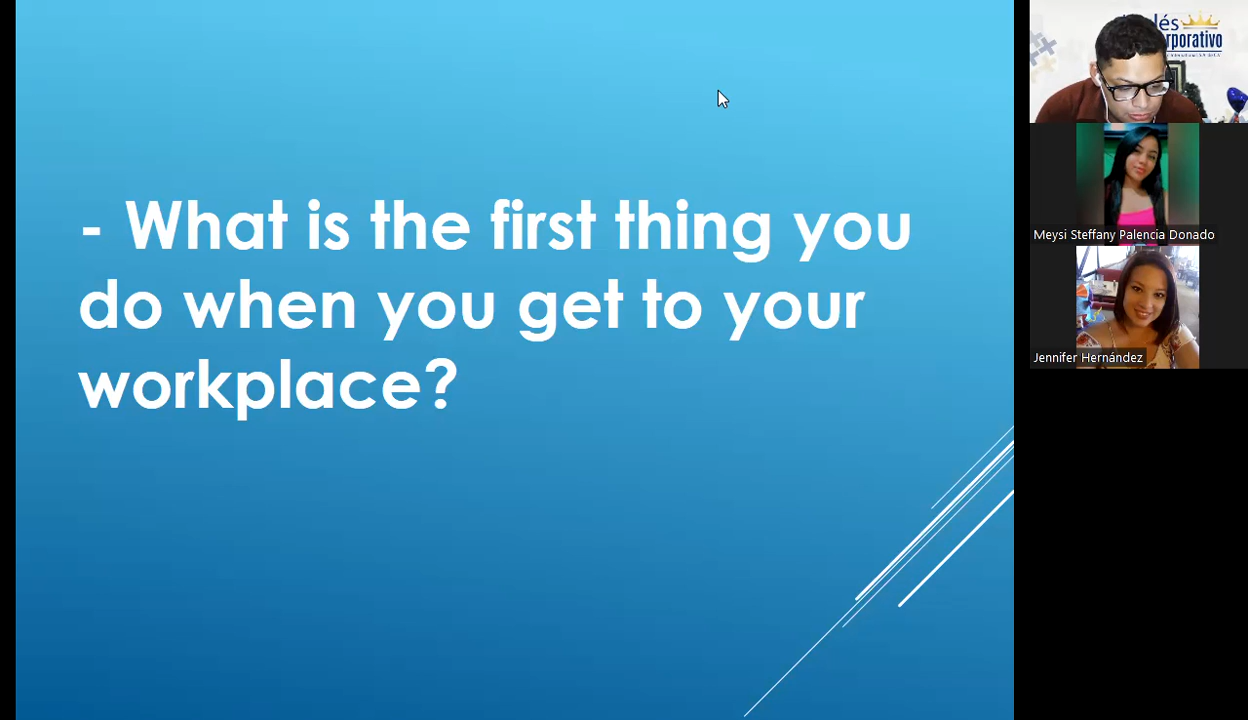 - What is the first thing you
do when you get to your
workplace?
Meysi Steffany Palencia Donado
Jennifer Hernández